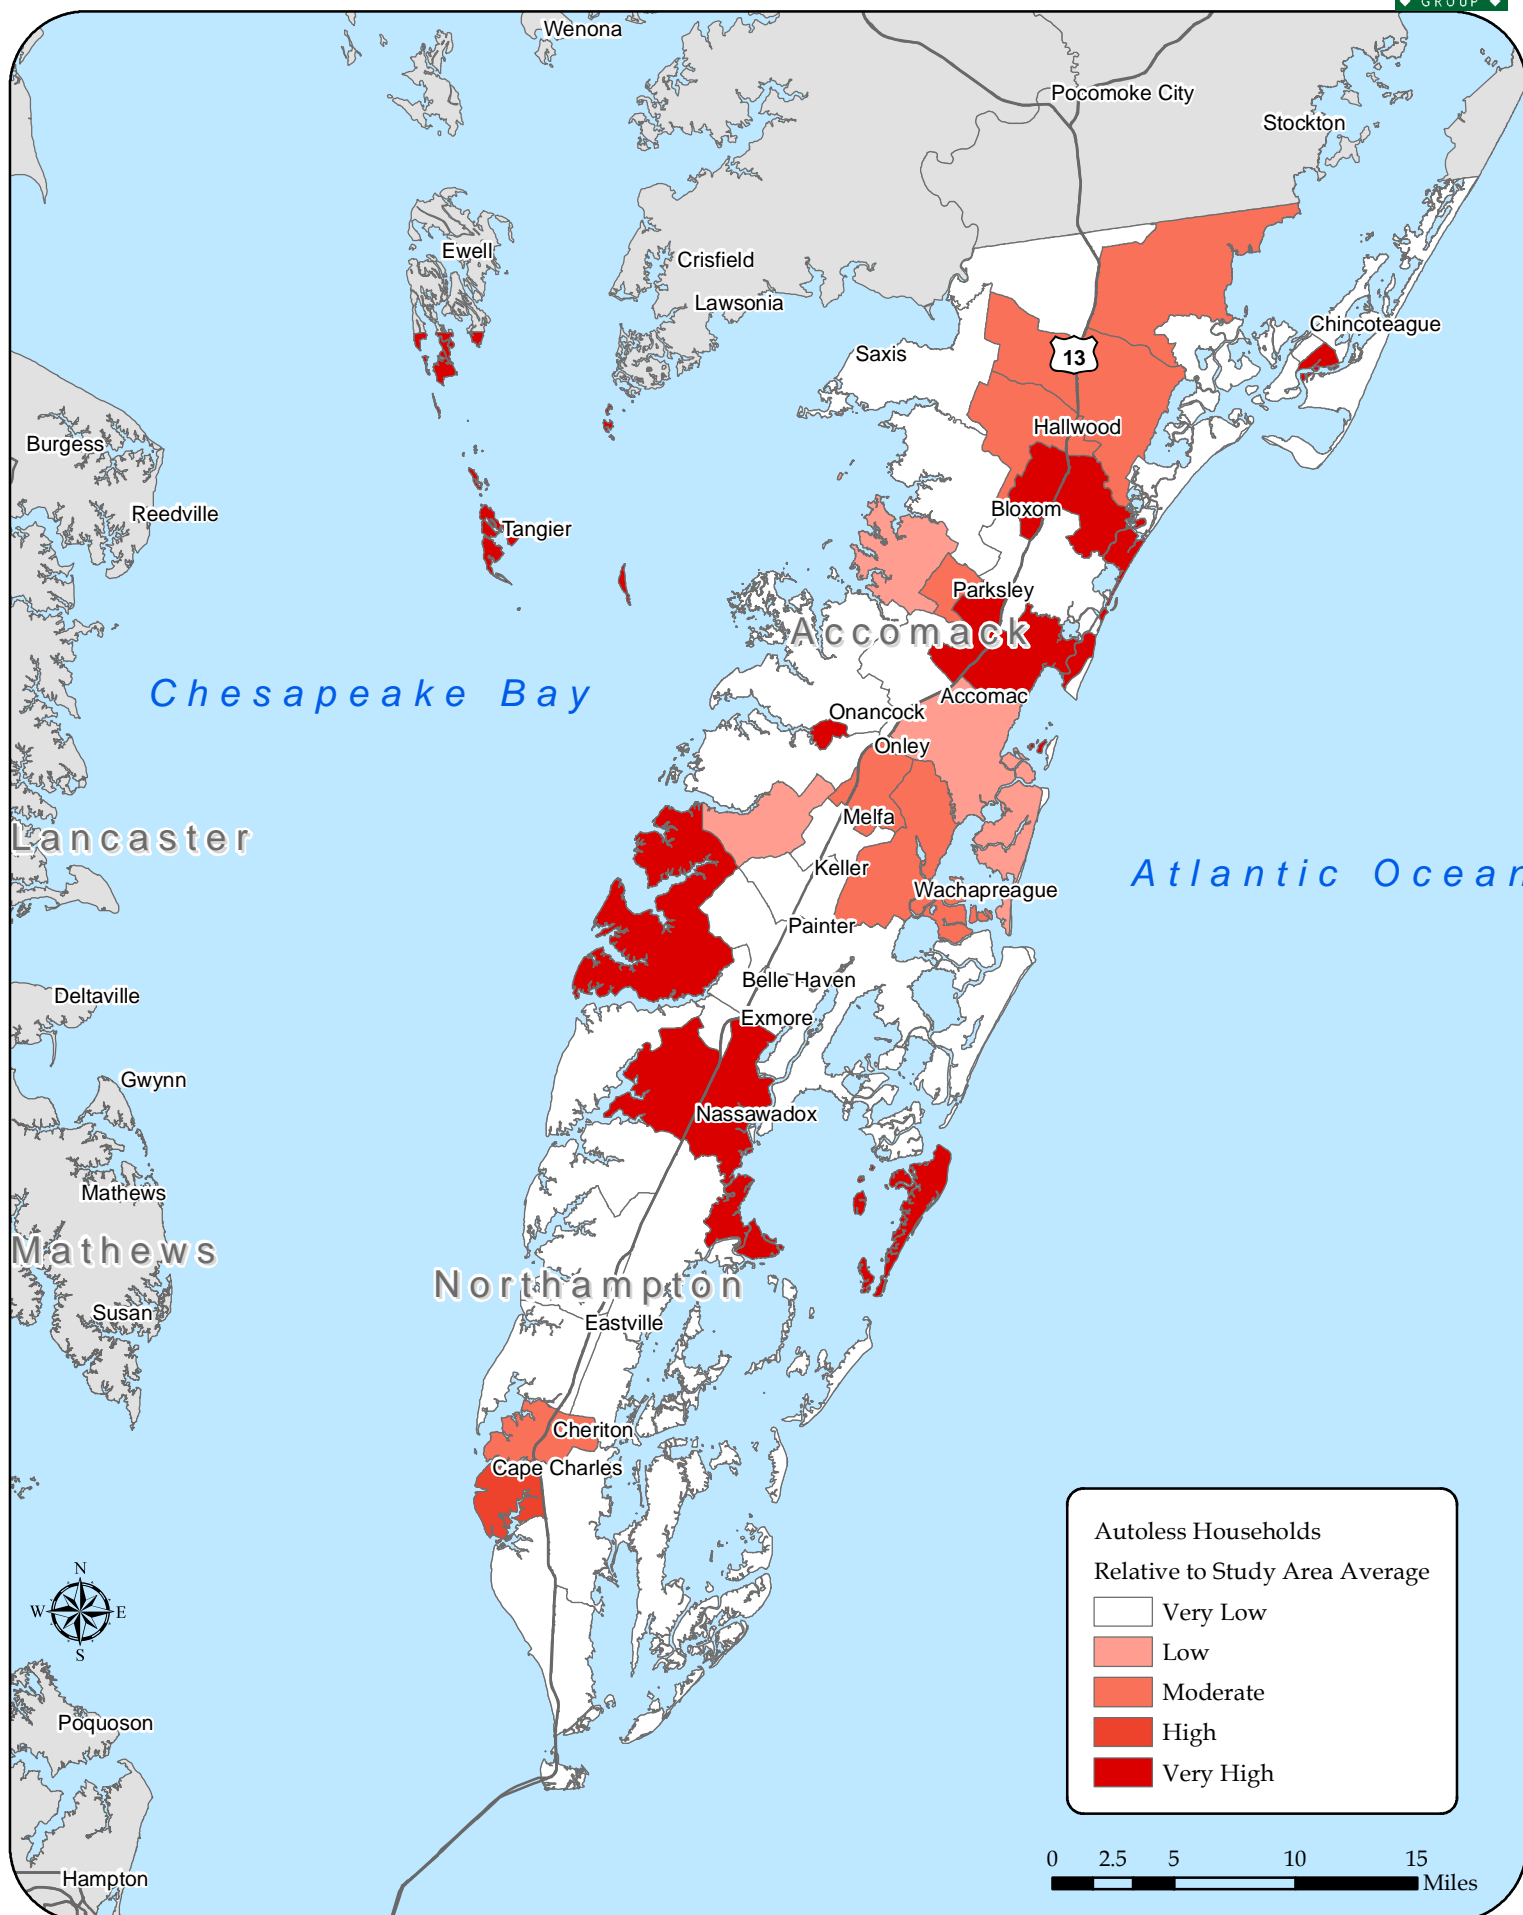 GROUP
Wenona
Pocomoke City
Stockton
Ewell
Crisfield
Lawsonia
Chincoteague
13
Saxis
Hallwood
Burgess
Bloxom
Reedville
Tangier
Parksley
Accomack
Chesapeake Bay
Accomac
Onancock
Onley
Melfa
Lancaster
Keller
Atlantic Ocean
Wachapreague
Painter
Belle Haven
Deltaville
Exmore
Gwynn
Nassawadox
Mathews
Mathews
Northampton
Susan
Eastville
Cheriton
Cape Charles
Autoless Households
Relative to Study Area Average
Very Low
Low
Moderate
High
Very High
N
W E
S
Poquoson
Hampton
0 2.5 5 10 15
Miles